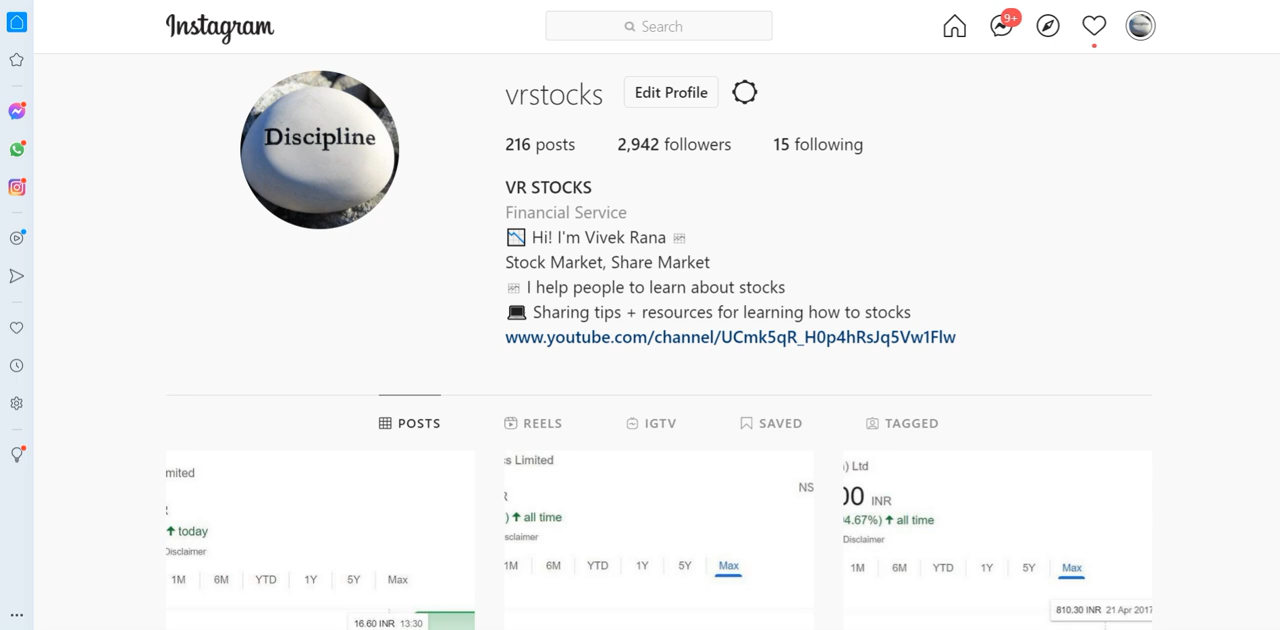 Instagram
Search
9+
Discipline
vrstocks
Edit Profile
216 posts
2,942 followers
15 following
VR STOCKS
Financial Service
Hi! I'm Vivek Rana
Stock Market, Share Market
I help people to learn about stocks
Sharing tips + resources for learning how to stocks
www.youtube.com/channel/UCmk5qR_H0p4hRsJq5Vw1Flw
POSTS
REELS
IGTV
SAVED
TAGGED
mited
today
Disclaimer
1M 6M YTD 1Y 5Y Max
16.60 INR 13:30
ss Limited
NS
R
) all time
sclaimer
1M 6M YTD 1Y 5Y Max
) Ltd
00 INR
4.67%) all time
Disclaimer
1M 6M YTD 1Y 5Y Max
810.30 INR 21 Apr 2017